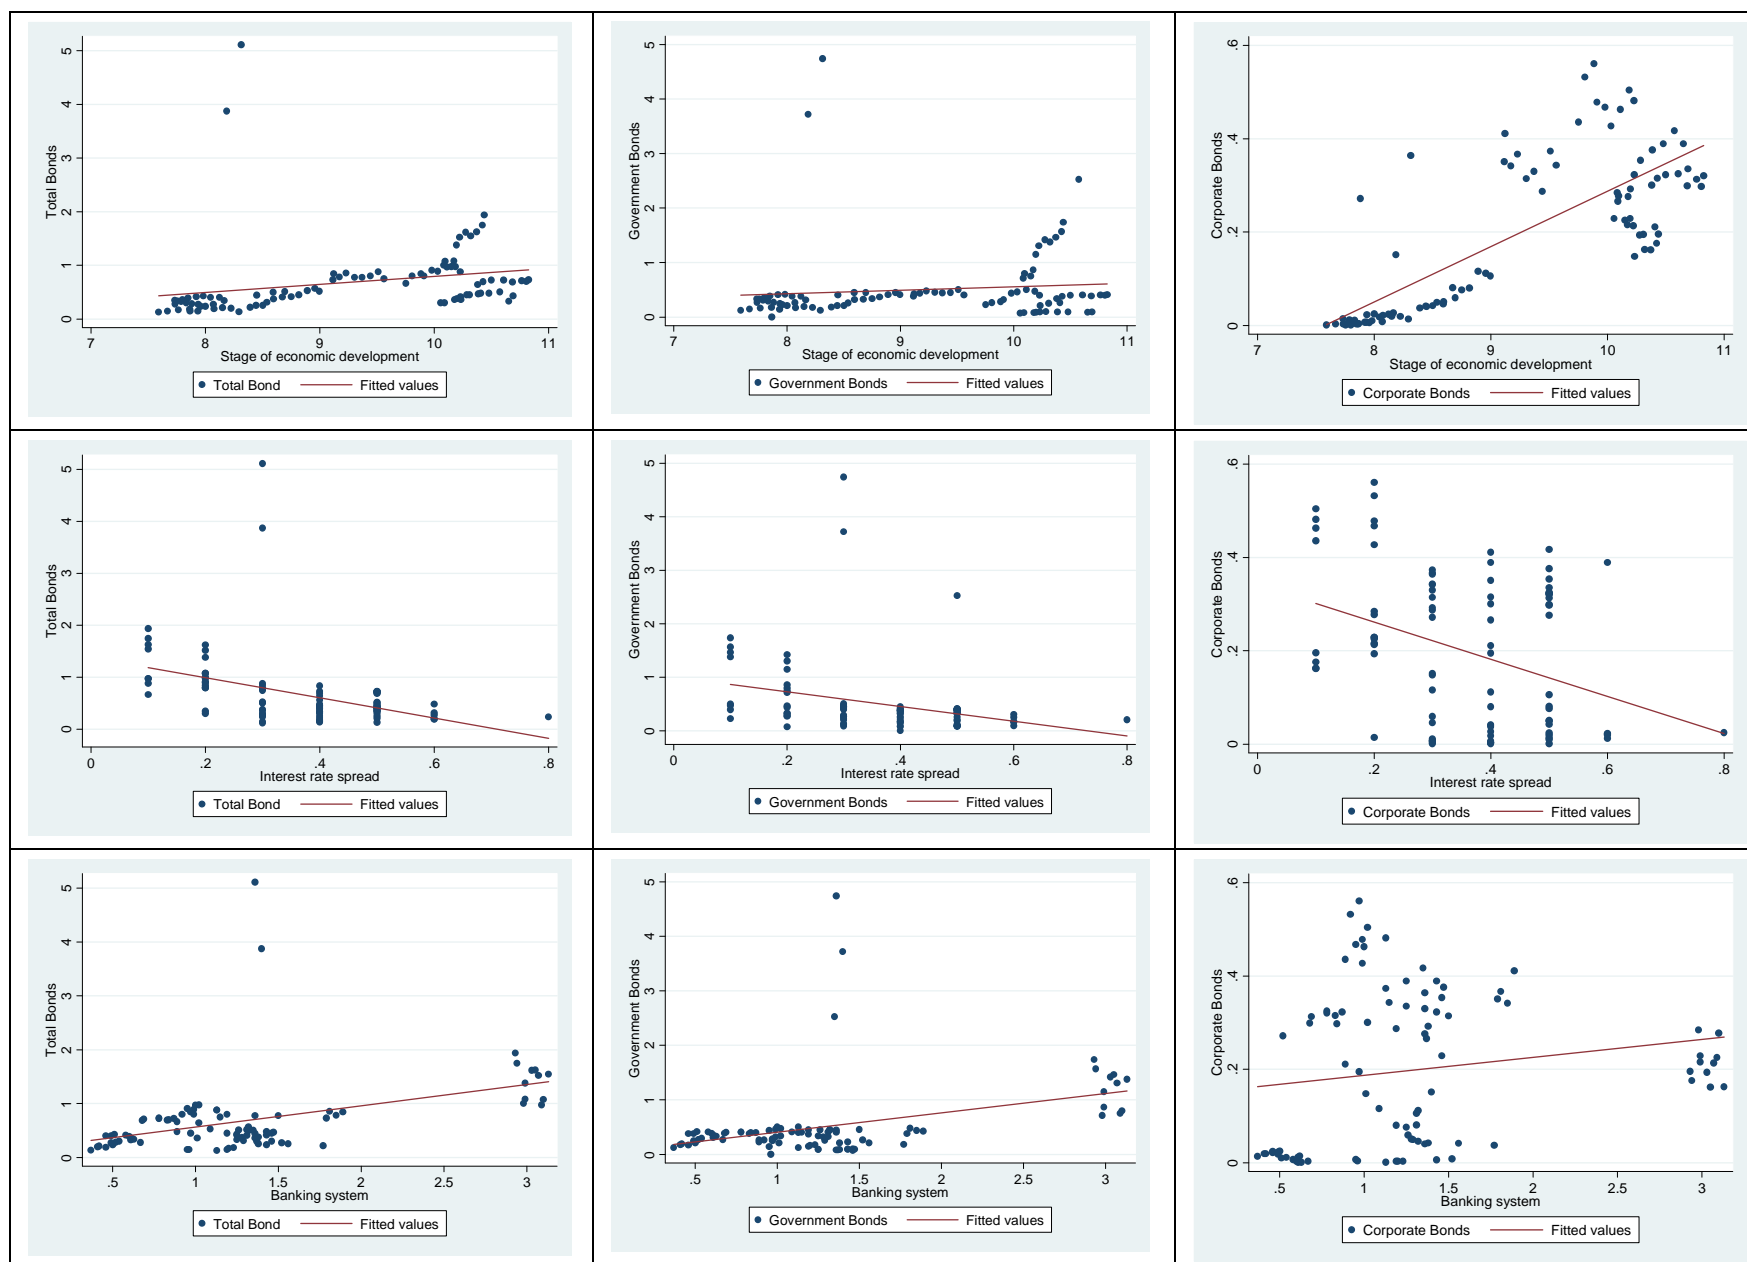 Total Bonds
0 1 2 3 4 5
7 8 9 10 11
Stage of economic development
Total Bond Fitted values
Government Bonds
0 1 2 3 4 5
7 8 9 10 11
Stage of economic development
Government Bonds Fitted values
Corporate Bonds
0 .2 .4 .6
7 8 9 10 11
Stage of economic development
Corporate Bonds Fitted values
Total Bonds
0 1 2 3 4 5
0 .2 .4 .6 .8
Interest rate spread
Total Bond Fitted values
Government Bonds
0 1 2 3 4 5
0 .2 .4 .6 .8
Interest rate spread
Government Bonds Fitted values
Corporate Bonds
0 .2 .4 .6
0 .2 .4 .6 .8
Interest rate spread
Corporate Bonds Fitted values
Total Bonds
0 1 2 3 4 5
.5 1 1.5 2 2.5 3
Banking system
Total Bond Fitted values
Government Bonds
0 1 2 3 4 5
.5 1 1.5 2 2.5 3
Banking system
Government Bonds Fitted values
Corporate Bonds
0 .2 .4 .6
.5 1 1.5 2 2.5 3
Banking system
Corporate Bonds Fitted values